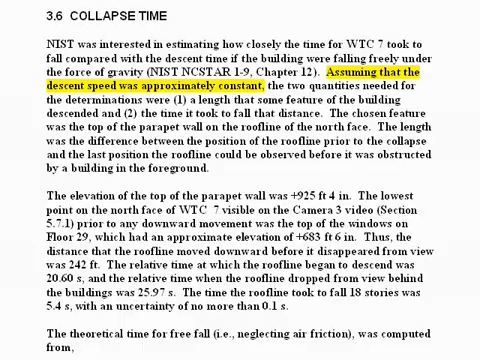 3.6 COLLAPSE TIME
NIST was interested in estimating how closely the time for WTC 7 took to
fall compared with the descent time if the building were falling freely under
the force of gravity (NIST NCSTAR 1-9, Chapter 12). Assuming that the
descent speed was approximately constant, the two quantities needed for
the determinations were (1) a length that some feature of the building
descended and (2) the time it took to fall that distance. The chosen feature
was the top of the parapet wall on the roofline of the north face. The length
was the difference between the position of the roofline prior to the collapse
and the last position the roofline could be observed before it was obstructed
by a building in the foreground.
The elevation of the top of the parapet wall was +925 ft 4 in. The lowest
point on the north face of WTC 7 visible on the Camera 3 video (Section
5.7.1) prior to any downward movement was the top of the windows on
Floor 29, which had an approximate elevation of +683 ft 6 in. Thus, the
distance that the roofline moved downward before it disappeared from view
was 242 ft. The relative time at which the roofline began to descend was
20.60 s, and the relative time when the roofline dropped from view behind
the buildings was 25.97 s. The time the roofline took to fall 18 stories was
5.4 s, with an uncertainty of no more than 0.1 s.
The theoretical time for free fall (i.e., neglecting air friction), was computed
from,